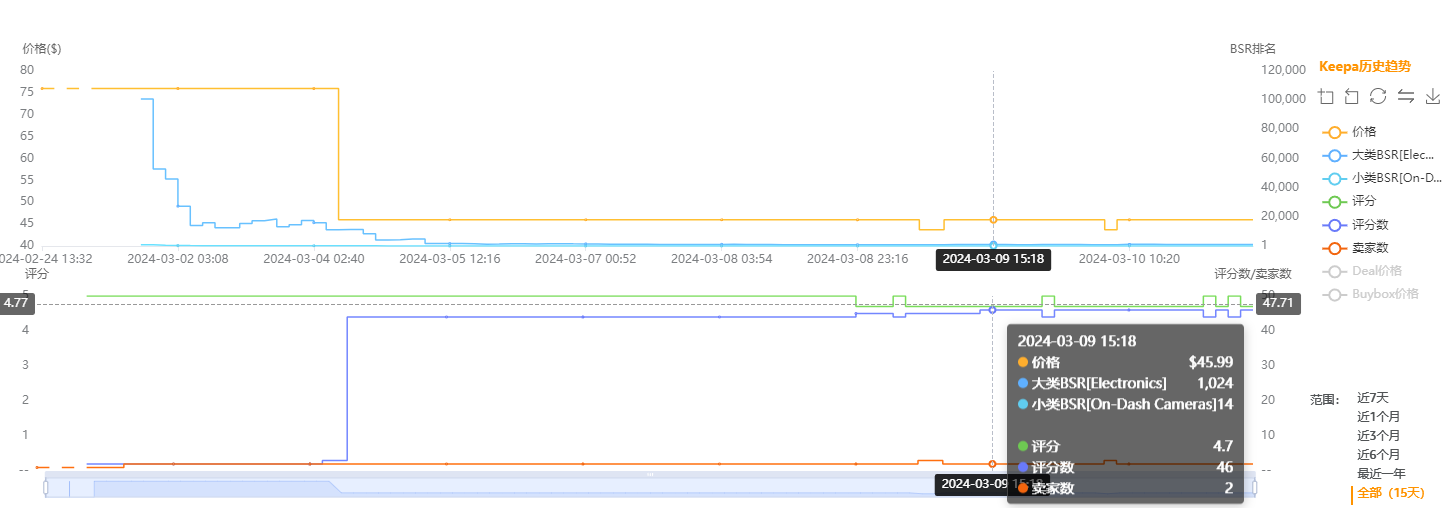 价格($)
BSR排名
80
75
70
65
60
55
50
45
40
120,000
100,000
80,000
60,000
40,000
20,000
1
024-02-24 13:32
2024-03-02 03:08
2024-03-04 02:40
2024-03-05 12:16
2024-03-07 00:52
2024-03-08 03:54
2024-03-08 23:16
2024-03-09 15:18
2024-03-10 10:20
评分
评分数/卖家数
5
4.77
4
3
2
1
--
50
47.71
40
30
20
10
--
2024-03-09 15:18
价格 $45.99
大类BSR[Electronics] 1,024
小类BSR[On-Dash Cameras]14
评分 4.7
评分数 46
卖家数 2
2024-03-09 15:18
Keepa历史趋势
价格
大类BSR[Elec...
小类BSR[On-D...
评分
评分数
卖家数
Deal价格
Buybox价格
范围：
近7天
近1个月
近3个月
近6个月
最近一年
全部（15天）